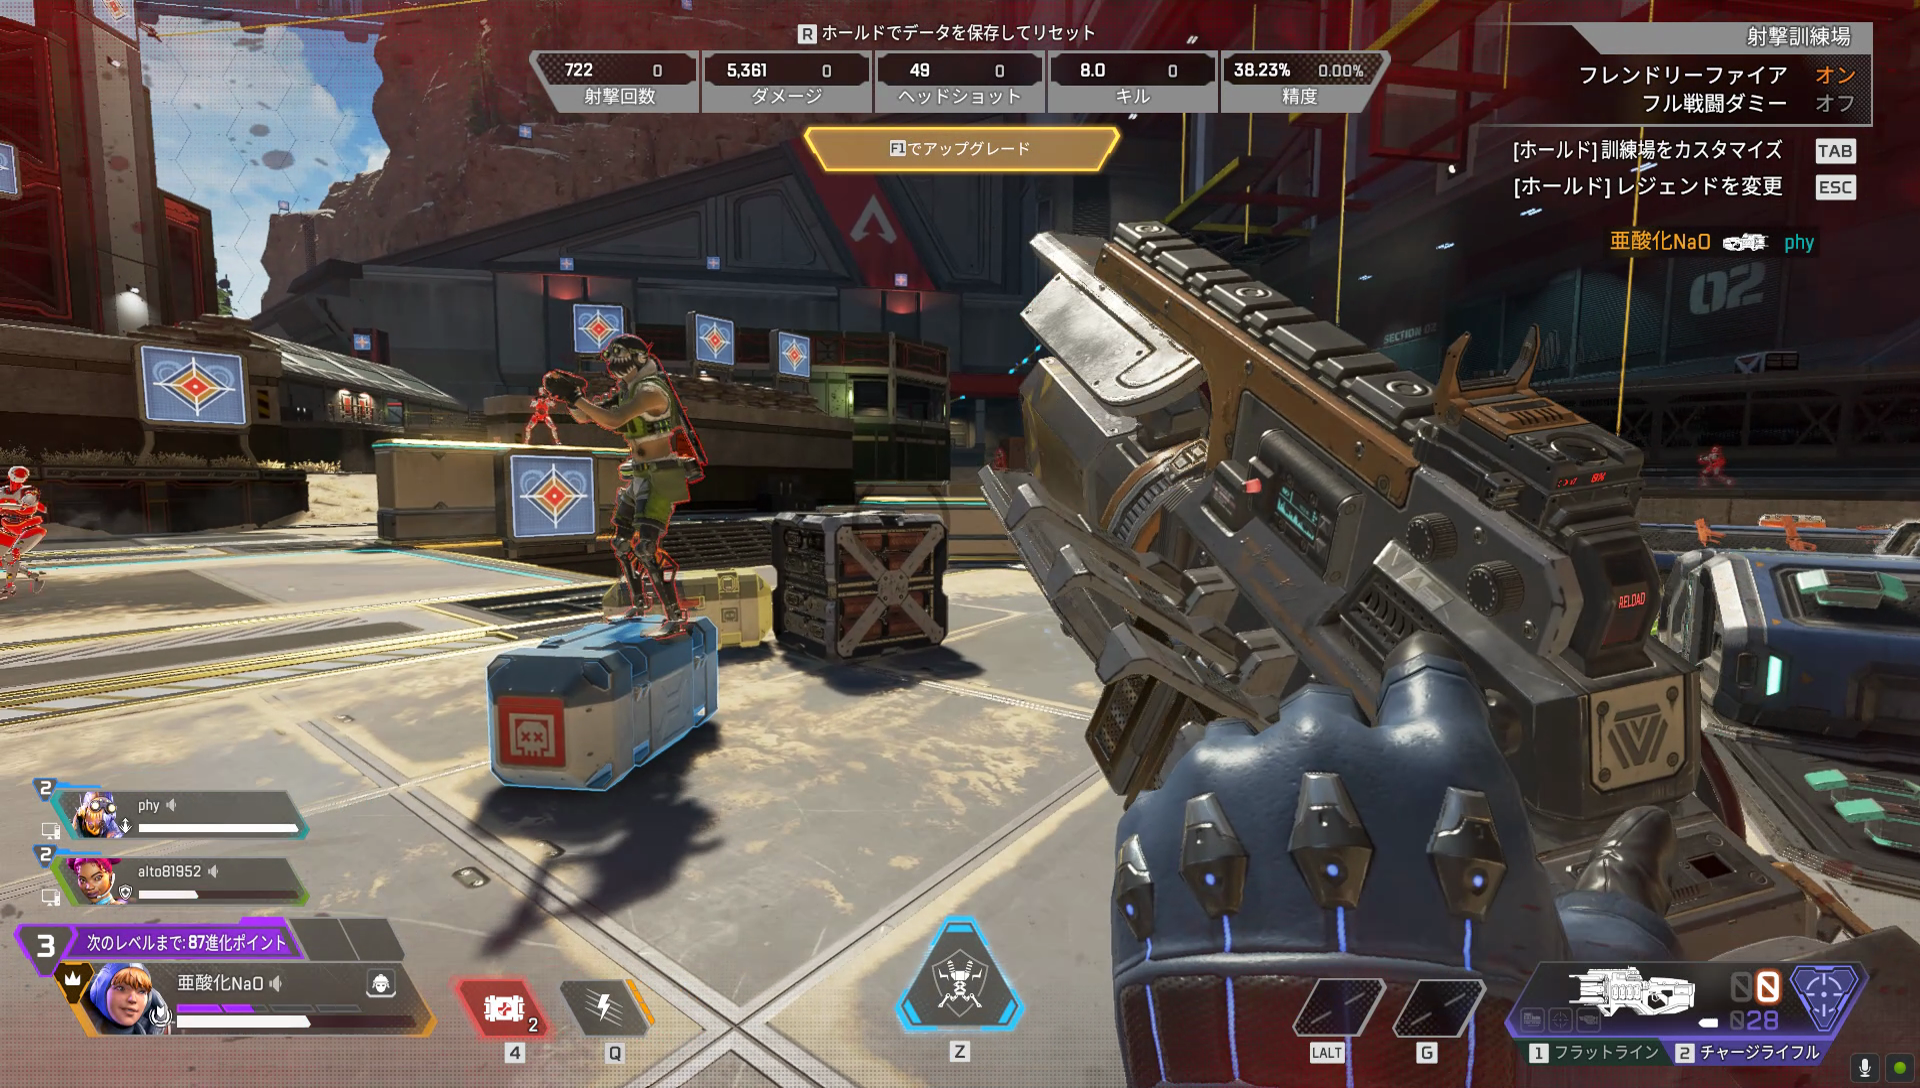 R ホールドでデータを保存してリセット
722 0 5,361 0 49 0 8.0 0 38.23% 0.00%
射撃回数 ダメージ ヘッドショット キル 精度
F1でアップグレード
射撃訓練場
フレンドリーファイア オン
フル戦闘ダミー オフ
[ホールド]訓練場をカスタマイズ TAB
[ホールド]レジェンドを変更 ESC
亜酸化NaO phy
02
SECTION 02
RELOAD
2
phy
2
alto81952
3 次のレベルまで:87進化ポイント
亜酸化NaO
2
4 Q Z LALT G
00
028
1 フラットライン 2 チャージライフル